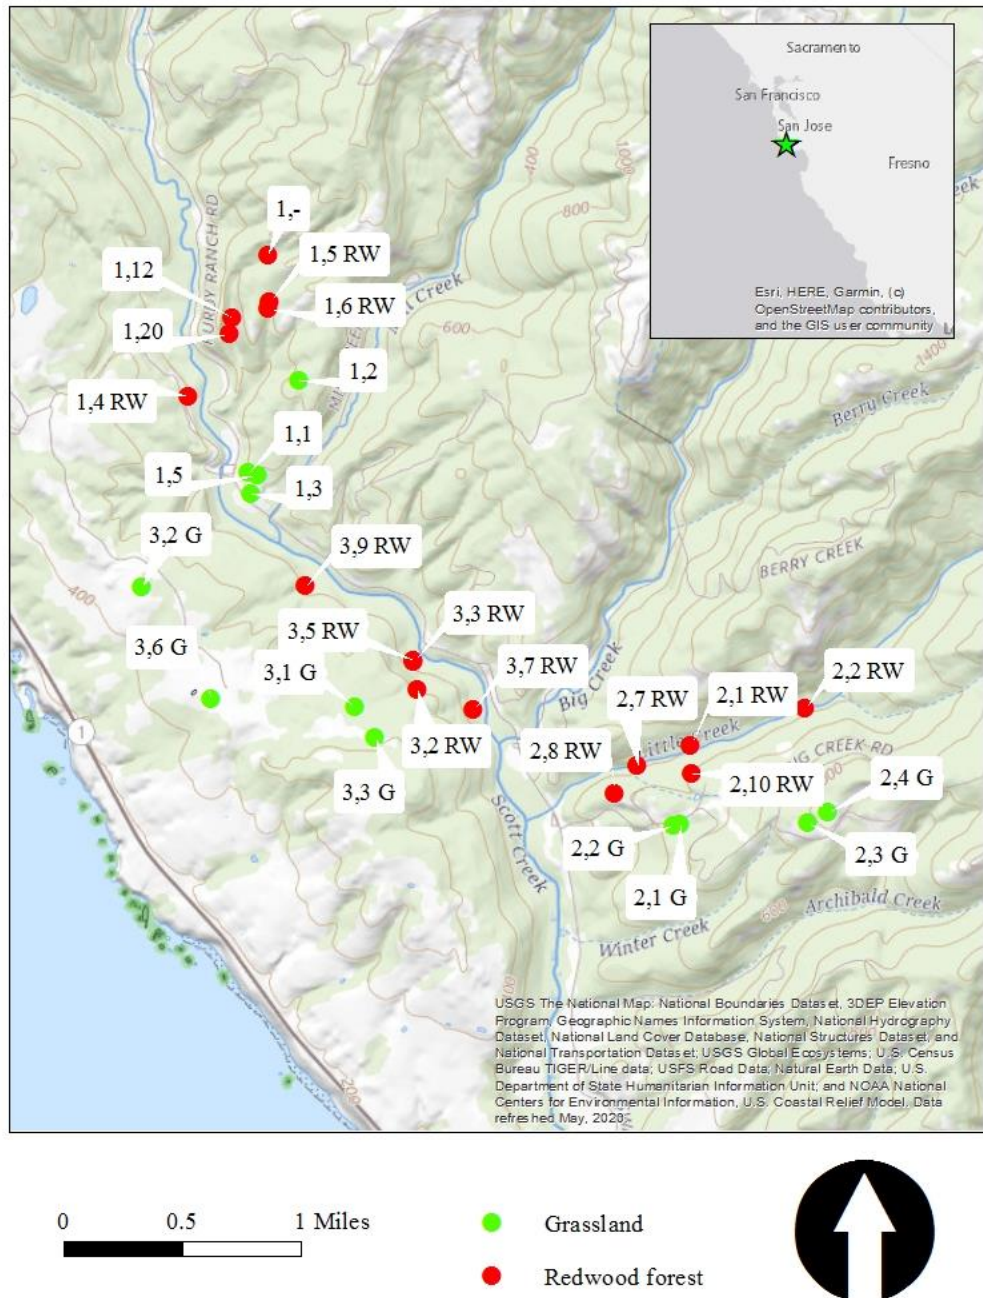 Sacramento
San Francisco
San Jose
Fresno
Esri, HERE, Garmin, (c)
OpenStreetMap contributors,
and the GIS user community
400
1000
800
Creek
1,-
1,5 RW
1,12
RANCH RD
1,6 RW
Creek
600
1,20
1,2
1400
1,4 RW
Berry Creek
1,1
1,5
1,3
3,2 G
3,9 RW
BERRY CREEK
400
3,3 RW
3,5 RW
3,6 G
3,1 G
3,7 RW
Big Creek
2,2 RW
2,1 RW
2,7 RW
1
3,2 RW
Little Creek
2,8 RW
CREEK RD
3,3 G
2,10 RW
2,4 G
Scott Creek
2,2 G
2,3 G
2,1 G
600
Archibald Creek
Winter Creek
200
USGS The National Map: National Boundaries Dataset, 3DEP Elevation
Program, Geographic Names Information System, National Hydrography
Dataset, National Land Cover Database, National Structures Dataset, and
National Transportation Dataset; USGS Global Ecosystems; U.S. Census
Bureau TIGER/Line data; USFS Road Data; Natural Earth Data; U.S.
Department of State Humanitarian Information Unit; and NOAA National
Centers for Environmental Information, U.S. Coastal Relief Model. Data
refreshed May, 2020.
0 0.5 1 Miles
Grassland
Redwood forest